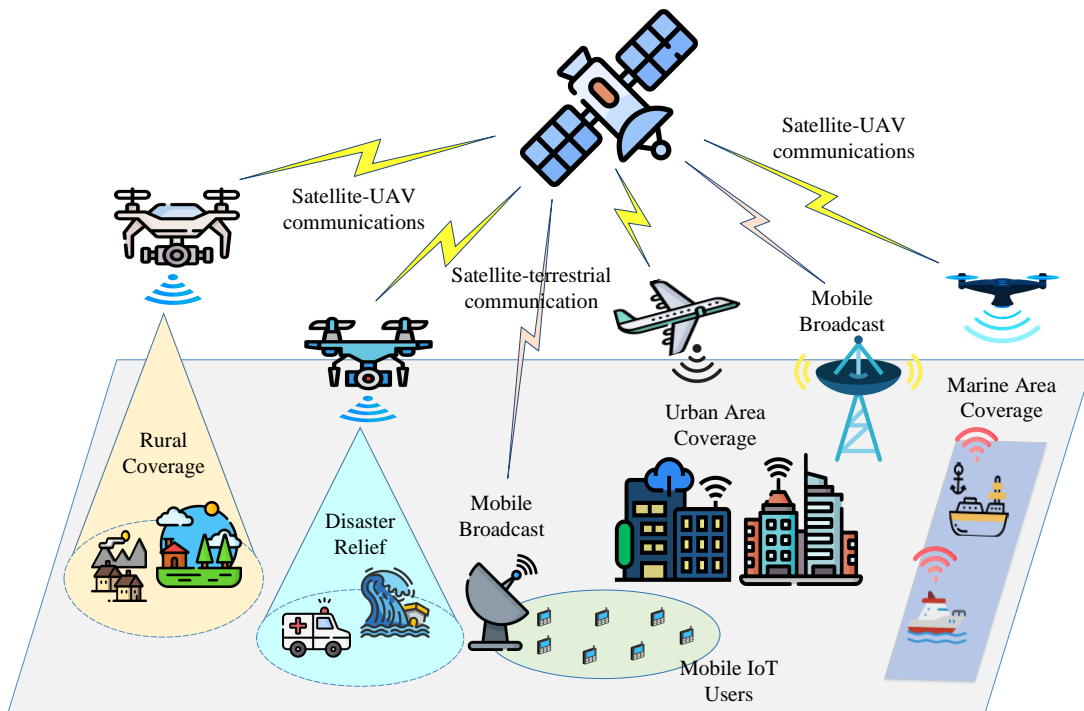 Satellite-UAV
communications
Satellite-UAV
communications
Satellite-terrestrial
communication
Mobile
Broadcast
Marine Area
Coverage
Urban Area
Coverage
Rural
Coverage
Mobile
Broadcast
Disaster
Relief
Mobile IoT
Users